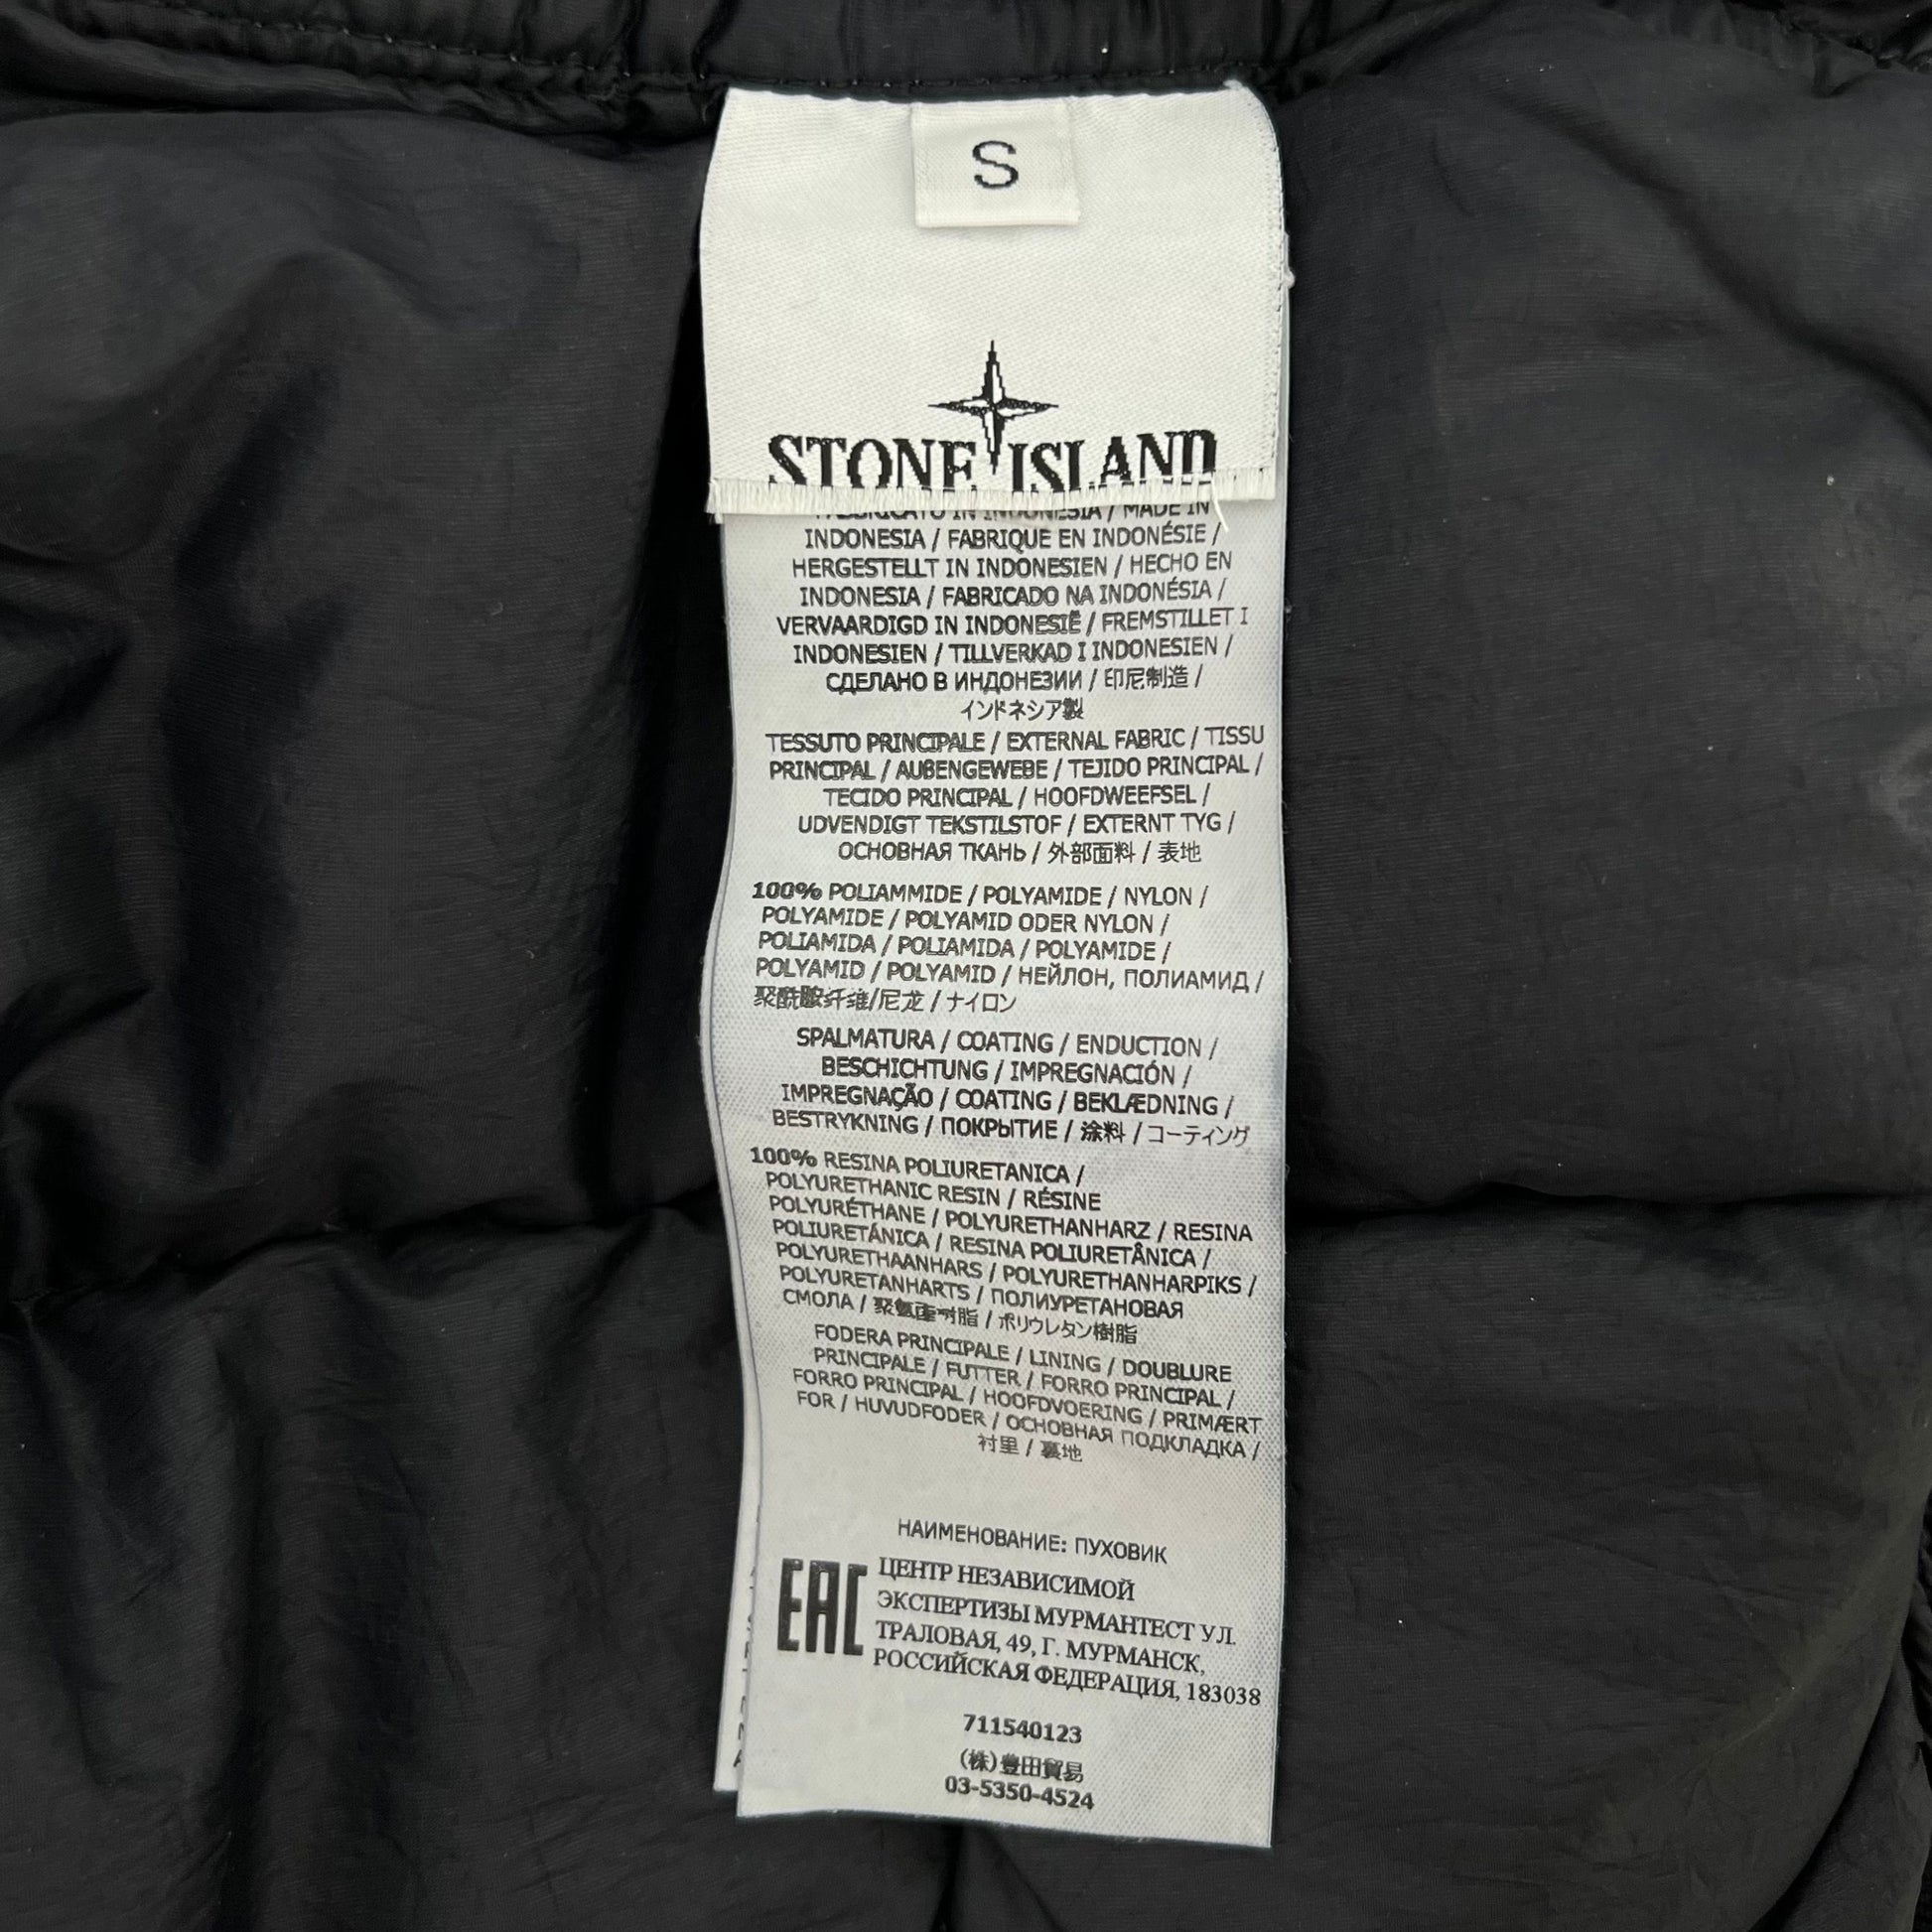 S
STONE ISLAND
FABRICATO IN INDONESIA / MADE IN
INDONESIA / FABRIQUE EN INDONÉSIE /
HERGESTELLT IN INDONESIEN / HECHO EN
INDONESIA / FABRICADO NA INDONÉSIA /
VERVAARDIGD IN INDONESIË / FREMSTILLET I
INDONESIEN / TILLVERKAD I INDONESIEN /
СДЕЛАНО В ИНДОНЕЗИИ / 印尼制造 /
インドネシア製
TESSUTO PRINCIPALE / EXTERNAL FABRIC / TISSU
PRINCIPAL / AUßENGEWEBE / TEJIDO PRINCIPAL /
TECIDO PRINCIPAL / HOOFDWEEFSEL /
UDVENDIGT TEKSTILSTOF / EXTERNT TYG /
ОСНОВНАЯ ТКАНЬ / 外部面料 / 表地
100% POLIAMMIDE / POLYAMIDE / NYLON /
POLYAMIDE / POLYAMID ODER NYLON /
POLIAMIDA / POLIAMIDA / POLYAMIDE /
POLYAMID / POLYAMID / НЕЙЛОН, ПОЛИАМИД /
聚酰胺纤维/尼龙 / ナイロン
SPALMATURA / COATING / ENDUCTION /
BESCHICHTUNG / IMPREGNACIÓN /
IMPREGNAÇÃO / COATING / BEKLÆDNING /
BESTRYKNING / ПОКРЫТИЕ / 涂料 / コーティング
100% RESINA POLIURETANICA /
POLYURETHANIC RESIN / RÉSINE
POLYURÉTHANE / POLYURETHANHARZ / RESINA
POLIURETÁNICA / RESINA POLIURETÂNICA /
POLYURETHAANHARS / POLYURETHANHARPIKS /
POLYURETANHARTS / ПОЛИУРЕТАНОВАЯ
СМОЛА / 聚氨酯树脂 / ポリウレタン樹脂
FODERA PRINCIPALE / LINING / DOUBLURE
PRINCIPALE / FUTTER / FORRO PRINCIPAL /
FORRO PRINCIPAL / HOOFDVOERING / PRIMÆRT
FOR / HUVUDFODER / ОСНОВНАЯ ПОДКЛАДКА /
衬里 / 裏地
НАИМЕНОВАНИЕ: ПУХОВИК
EAC
ЦЕНТР НЕЗАВИСИМОЙ
ЭКСПЕРТИЗЫ МУРМАНТЕСТ УЛ.
ТРАЛОВАЯ, 49, Г. МУРМАНСК,
РОССИЙСКАЯ ФЕДЕРАЦИЯ, 183038
711540123
(株)豊田貿易
03-5350-4524